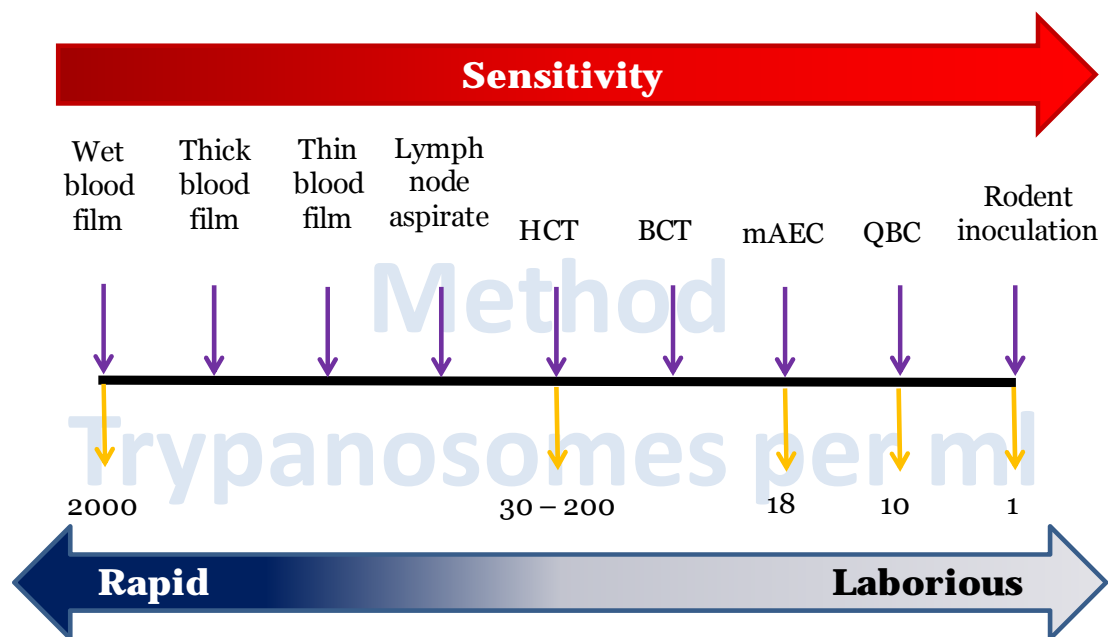 Sensitivity
Wet
blood
film
Thick
blood
film
Thin
blood
film
Lymph
node
aspirate
HCT
BCT
mAEC
QBC
Rodent
inoculation
Method
Trypanosomes per ml
2000
30 – 200
18
10
1
Rapid
Laborious